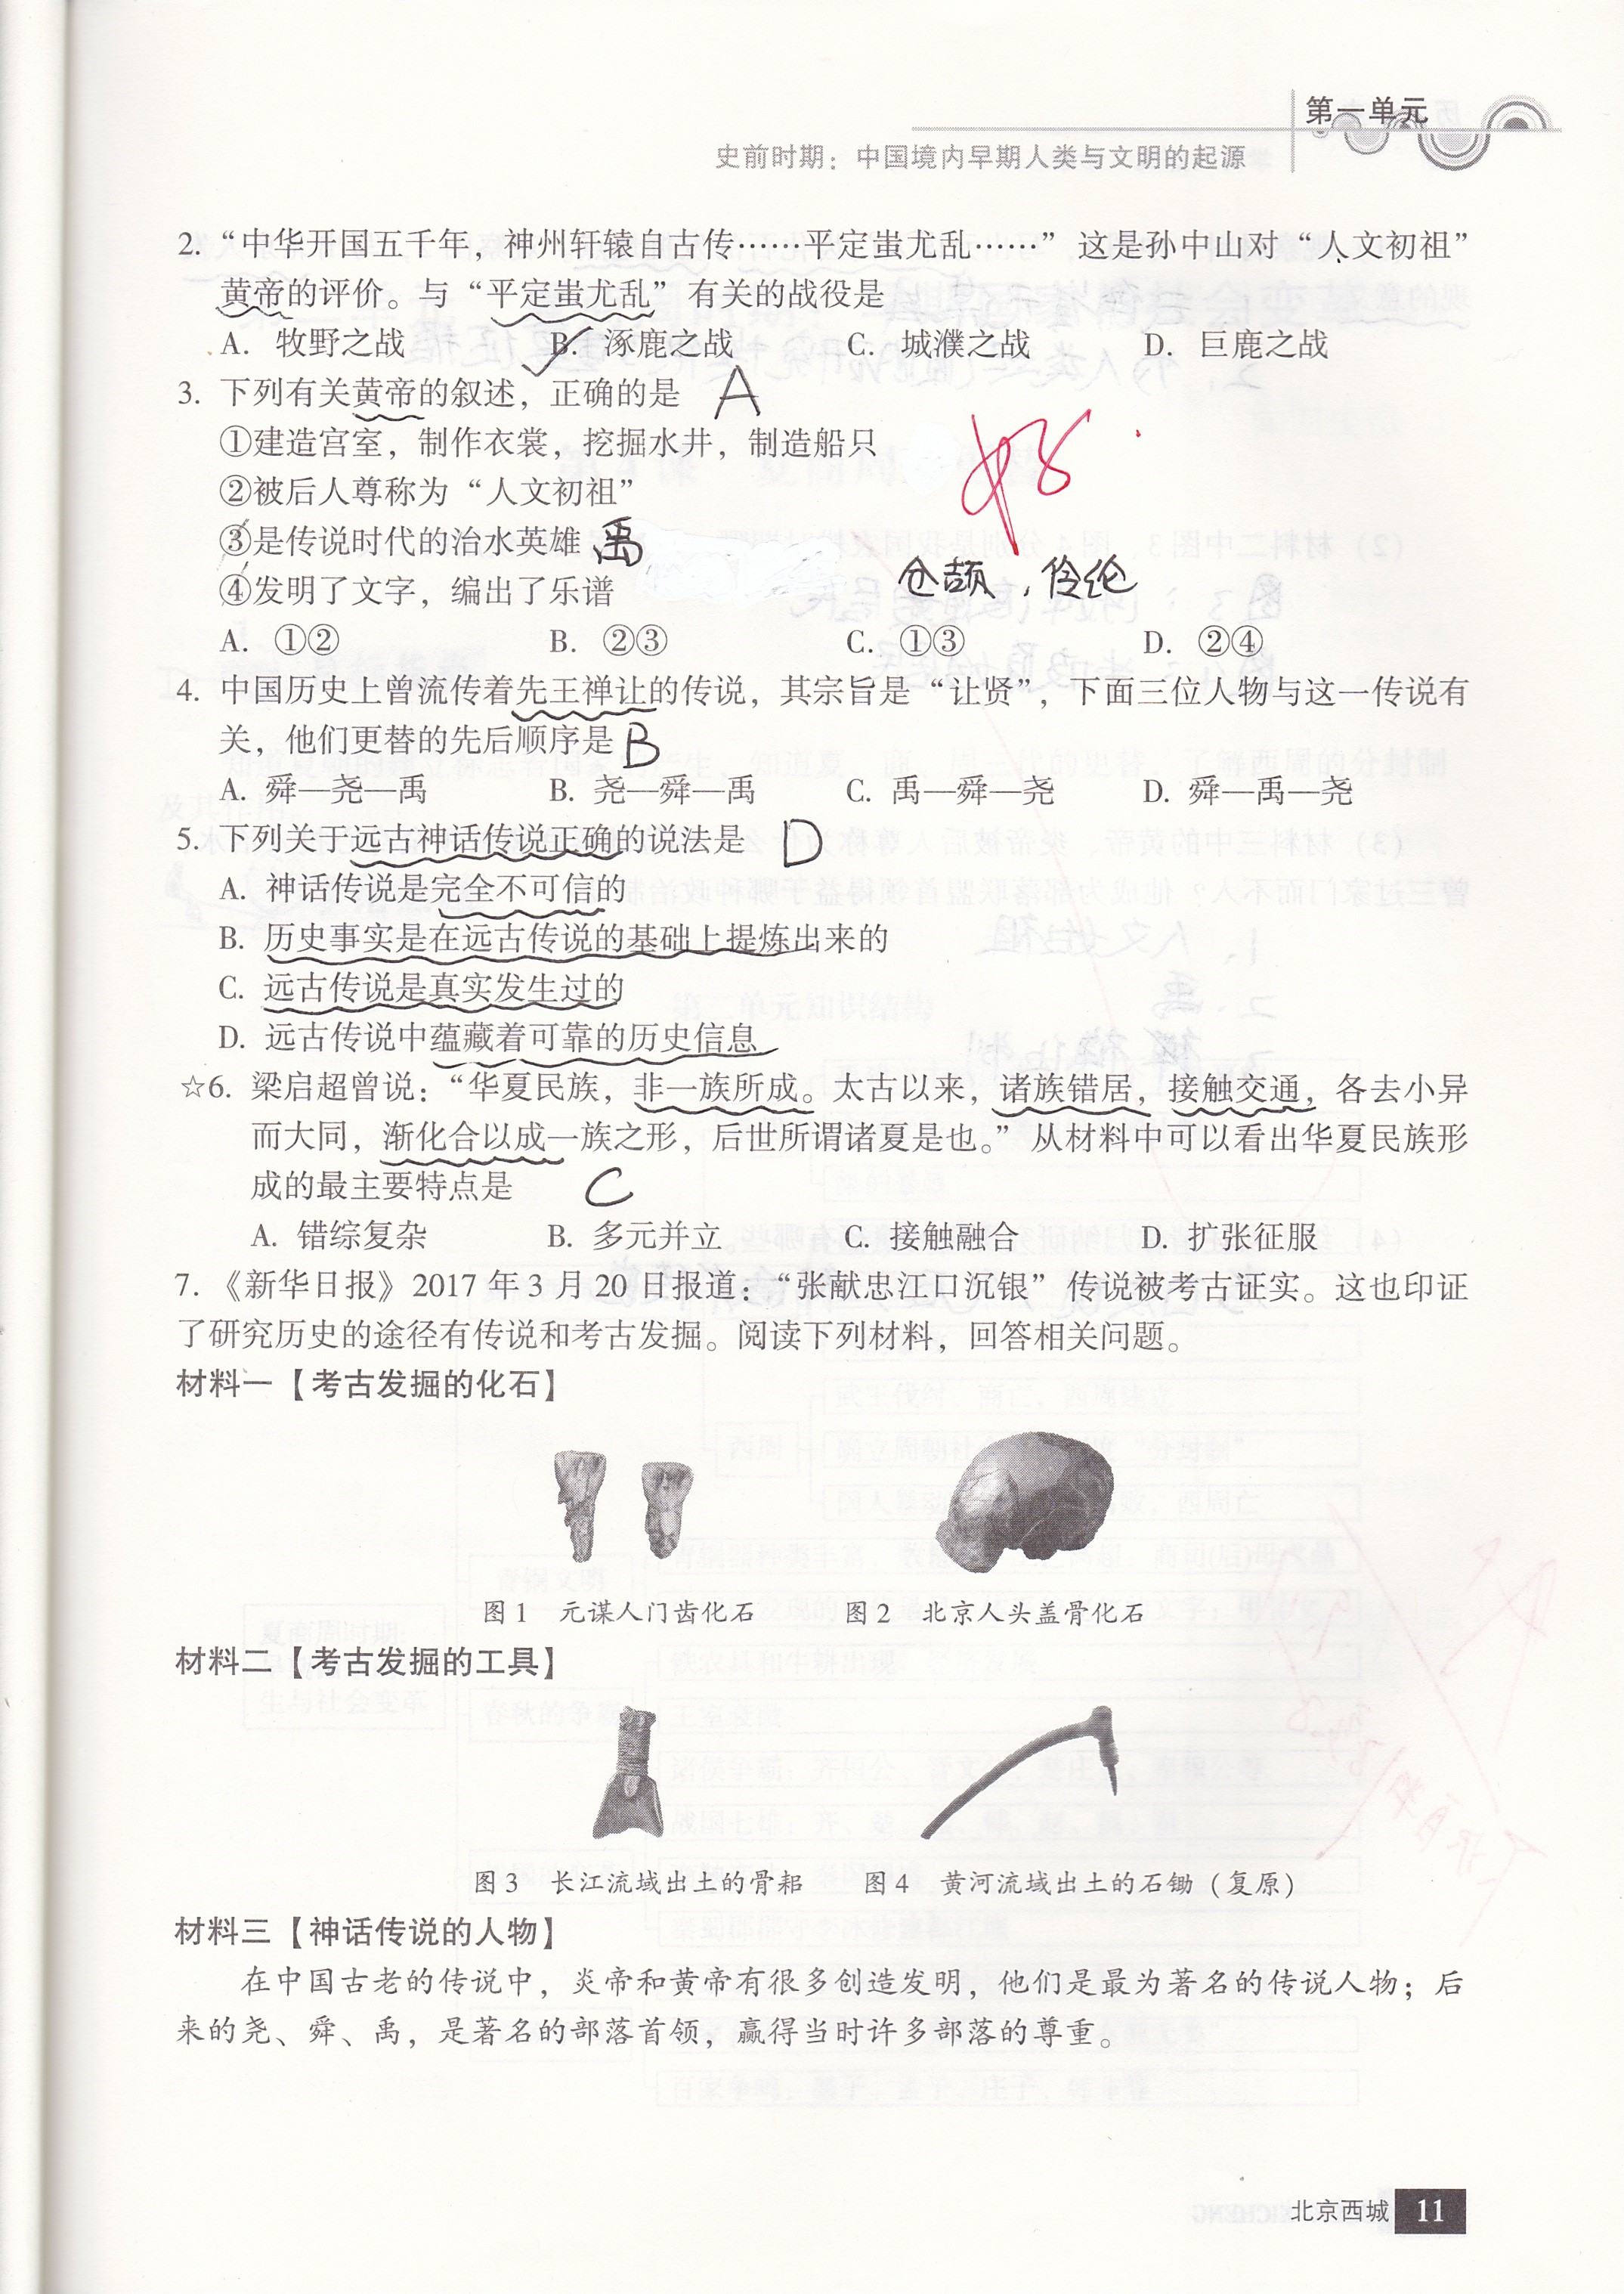 第一单元
史前时期：中国境内早期人类与文明的起源
2. “中华开国五千年，神州轩辕自古传……平定蚩尤乱……” 这是孙中山对 “人文初祖”
黄帝的评价。与 “平定蚩尤乱” 有关的战役是
A. 牧野之战 B. 涿鹿之战 C. 城濮之战 D. 巨鹿之战
3. 下列有关黄帝的叙述，正确的是 A
①建造宫室，制作衣裳，挖掘水井，制造船只
②被后人尊称为 “人文初祖”
好
③是传说时代的治水英雄 禹
④发明了文字，编出了乐谱 仓颉，伶伦
A. ①② B. ②③ C. ①③ D. ②④
4. 中国历史上曾流传着先王禅让的传说，其宗旨是 “让贤”，下面三位人物与这一传说有
关，他们更替的先后顺序是 B
A. 舜—尧—禹 B. 尧—舜—禹 C. 禹—舜—尧 D. 舜—禹—尧
5. 下列关于远古神话传说正确的说法是 D
A. 神话传说是完全不可信的
B. 历史事实是在远古传说的基础上提炼出来的
C. 远古传说是真实发生过的
D. 远古传说中蕴藏着可靠的历史信息
☆6. 梁启超曾说：“华夏民族，非一族所成。太古以来，诸族错居，接触交通，各去小异
而大同，渐化合以成一族之形，后世所谓诸夏是也。” 从材料中可以看出华夏民族形
成的最主要特点是 C
A. 错综复杂 B. 多元并立 C. 接触融合 D. 扩张征服
7. 《新华日报》2017 年 3 月 20 日报道：“张献忠江口沉银” 传说被考古证实。这也印证
了研究历史的途径有传说和考古发掘。阅读下列材料，回答相关问题。
材料一【考古发掘的化石】
图 1 元谋人门齿化石 图 2 北京人头盖骨化石
材料二【考古发掘的工具】
图 3 长江流域出土的骨耜 图 4 黄河流域出土的石锄（复原）
材料三【神话传说的人物】
在中国古老的传说中，炎帝和黄帝有很多创造发明，他们是最为著名的传说人物；后
来的尧、舜、禹，是著名的部落首领，赢得当时许多部落的尊重。
北京西城 11